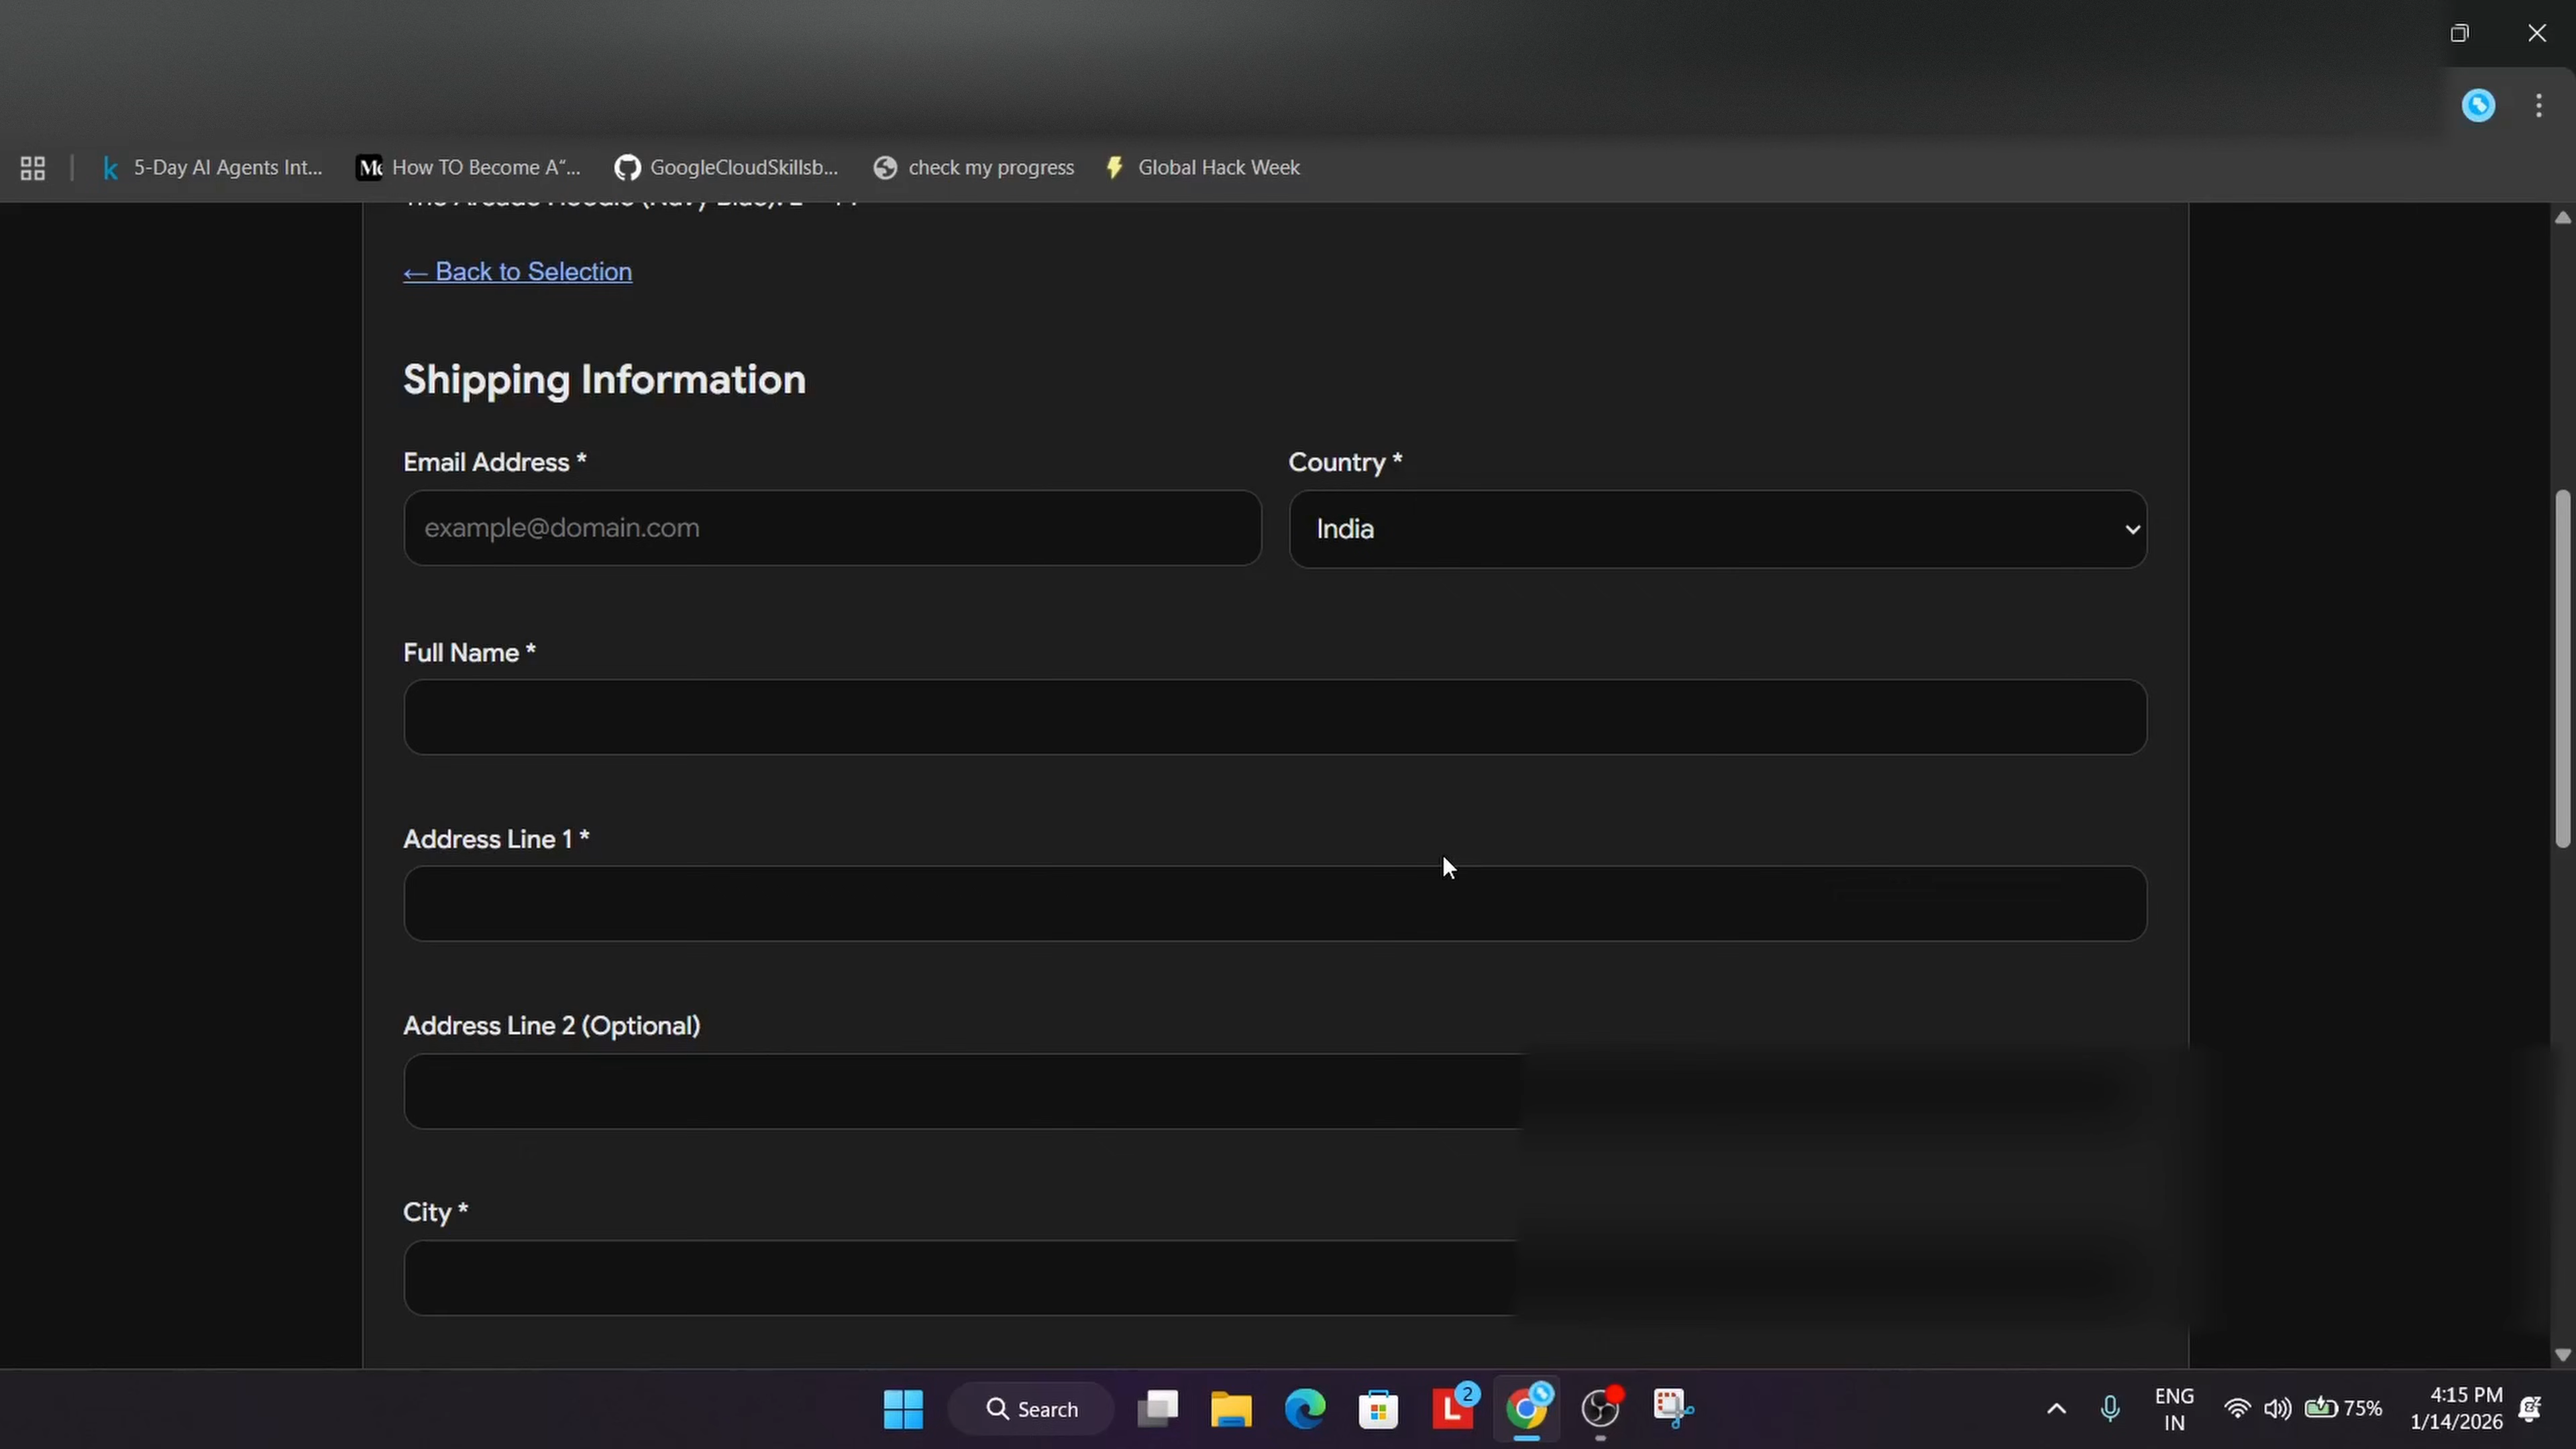 5-Day AI Agents Int...
How TO Become A“...
GoogleCloudSkillsb...
check my progress
Global Hack Week
← Back to Selection
Shipping Information
Email Address *
Country *
example@domain.com
India
Full Name *
Address Line 1 *
Address Line 2 (Optional)
City *
Search
2
ENG
IN
75%
4:15 PM
1/14/2026